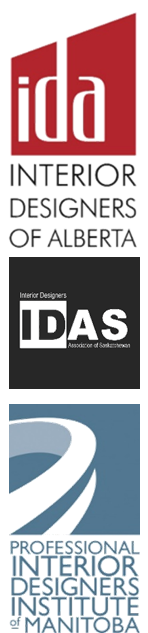 ida
INTERIOR
DESIGNERS
OF ALBERTA
Interior Designers
IDAS
Association of Saskatchewan
PROFESSIONAL
INTERIOR
DESIGNERS
INSTITUTE
of MANITOBA